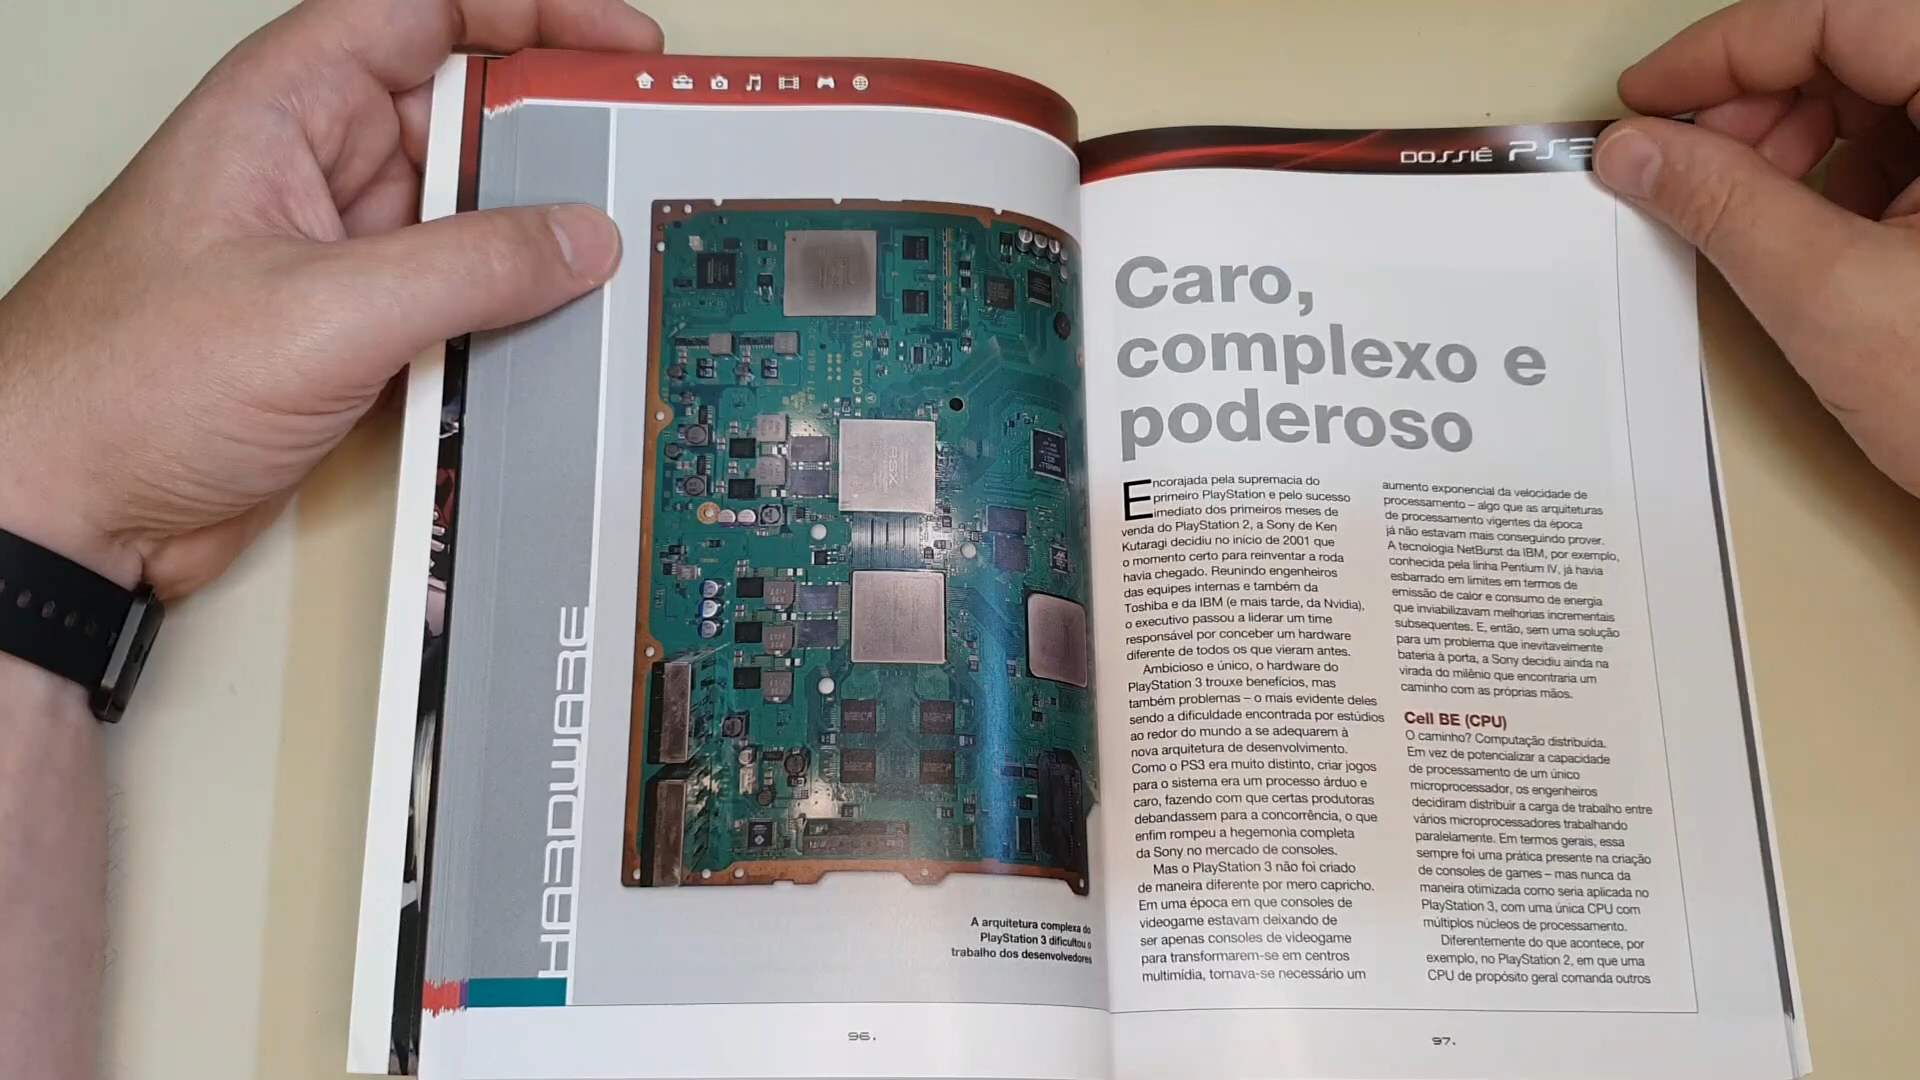 HARDWARE
COK-001
RSX
A arquitetura complexa do
PlayStation 3 dificultou o
trabalho dos desenvolvedores
96.
DOSSIÊ PS3
Caro,
complexo e
poderoso
Encorajada pela supremacia do
primeiro PlayStation e pelo sucesso
imediato dos primeiros meses de
venda do PlayStation 2, a Sony de Ken
Kutaragi decidiu no início de 2001 que
o momento certo para reinventar a roda
havia chegado. Reunindo engenheiros
das equipes internas e também da
Toshiba e da IBM (e mais tarde, da Nvidia),
o executivo passou a liderar um time
responsável por conceber um hardware
diferente de todos os que vieram antes.
Ambicioso e único, o hardware do
PlayStation 3 trouxe benefícios, mas
também problemas – o mais evidente deles
sendo a dificuldade encontrada por estúdios
ao redor do mundo a se adequarem à
nova arquitetura de desenvolvimento.
Como o PS3 era muito distinto, criar jogos
para o sistema era um processo árduo e
caro, fazendo com que certas produtoras
debandassem para a concorrência, o que
enfim rompeu a hegemonia completa
da Sony no mercado de consoles.
Mas o PlayStation 3 não foi criado
de maneira diferente por mero capricho.
Em uma época em que consoles de
videogame estavam deixando de
ser apenas consoles de videogame
para transformarem-se em centros
multimídia, tornava-se necessário um
aumento exponencial da velocidade de
processamento – algo que as arquiteturas
de processamento vigentes da época
já não estavam mais conseguindo prover.
A tecnologia NetBurst da IBM, por exemplo,
conhecida pela linha Pentium IV, já havia
esbarrado em limites em termos de
emissão de calor e consumo de energia
que inviabilizavam melhorias incrementais
subsequentes. E, então, sem uma solução
para um problema que inevitavelmente
bateria à porta, a Sony decidiu ainda na
virada do milênio que encontraria um
caminho com as próprias mãos.
Cell BE (CPU)
O caminho? Computação distribuída.
Em vez de potencializar a capacidade
de processamento de um único
microprocessador, os engenheiros
decidiram distribuir a carga de trabalho entre
vários microprocessadores trabalhando
paralelamente. Em termos gerais, essa
sempre foi uma prática presente na criação
de consoles de games – mas nunca da
maneira otimizada como seria aplicada no
PlayStation 3, com uma única CPU com
múltiplos núcleos de processamento.
Diferentemente do que acontece, por
exemplo, no PlayStation 2, em que uma
CPU de propósito geral comanda outros
97.